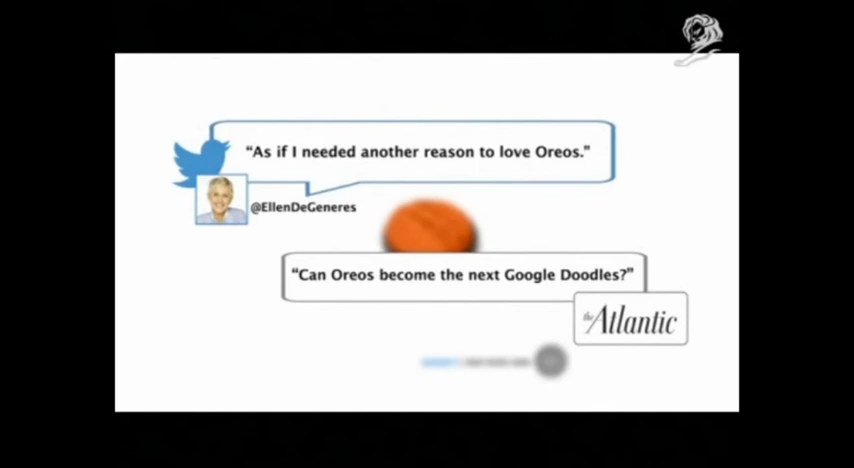 “As if I needed another reason to love Oreos.”
@EllenDeGeneres
“Can Oreos become the next Google Doodles?”
the Atlantic